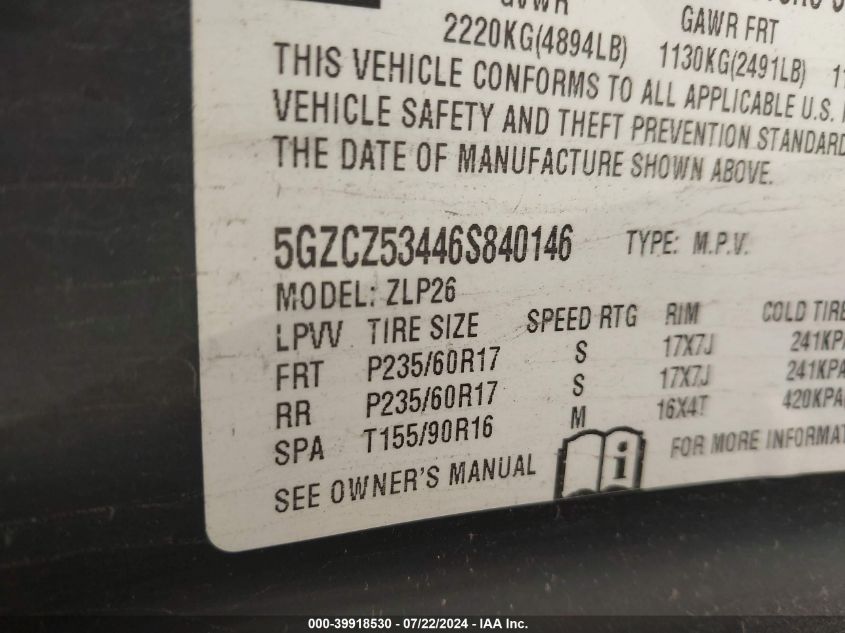 GVWR
GAWR FRT
2220KG(4894LB) 1130KG(2491LB)
THIS VEHICLE CONFORMS TO ALL APPLICABLE U.S.
VEHICLE SAFETY AND THEFT PREVENTION STANDARD
THE DATE OF MANUFACTURE SHOWN ABOVE.
5GZCZ53446S840146 TYPE: M.P.V.
MODEL: ZLP26
LPVW TIRE SIZE SPEED RTG RIM COLD TIRE
FRT P235/60R17 S 17X7J 241KPA
RR P235/60R17 S 17X7J 241KPA
SPA T155/90R16 M 16X4T 420KPA
SEE OWNER'S MANUAL i FOR MORE INFORMAT
000-39918530 - 07/22/2024 - IAA Inc.